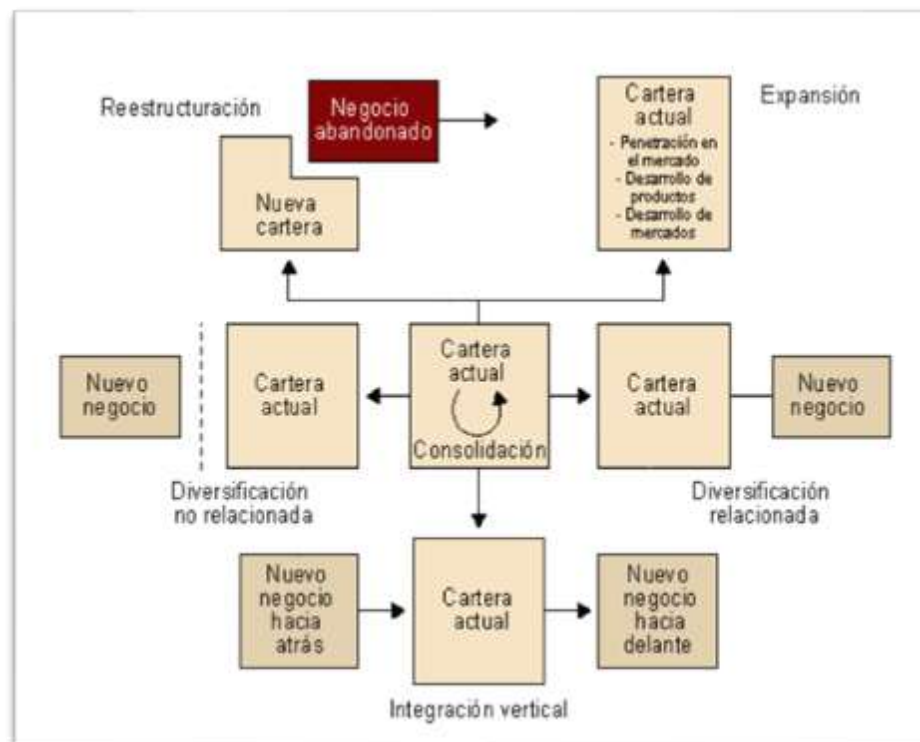 Reestructuración
Negocio
abandonado
Nueva
cartera
Cartera
actual
- Penetración en
el mercado
- Desarrollo de
productos
- Desarrollo de
mercados
Expansión
Nuevo
negocio
Cartera
actual
Cartera
actual
Consolidación
Cartera
actual
Nuevo
negocio
Diversificación
no relacionada
Diversificación
relacionada
Nuevo
negocio
hacia
atrás
Cartera
actual
Nuevo
negocio
hacia
delante
Integración vertical